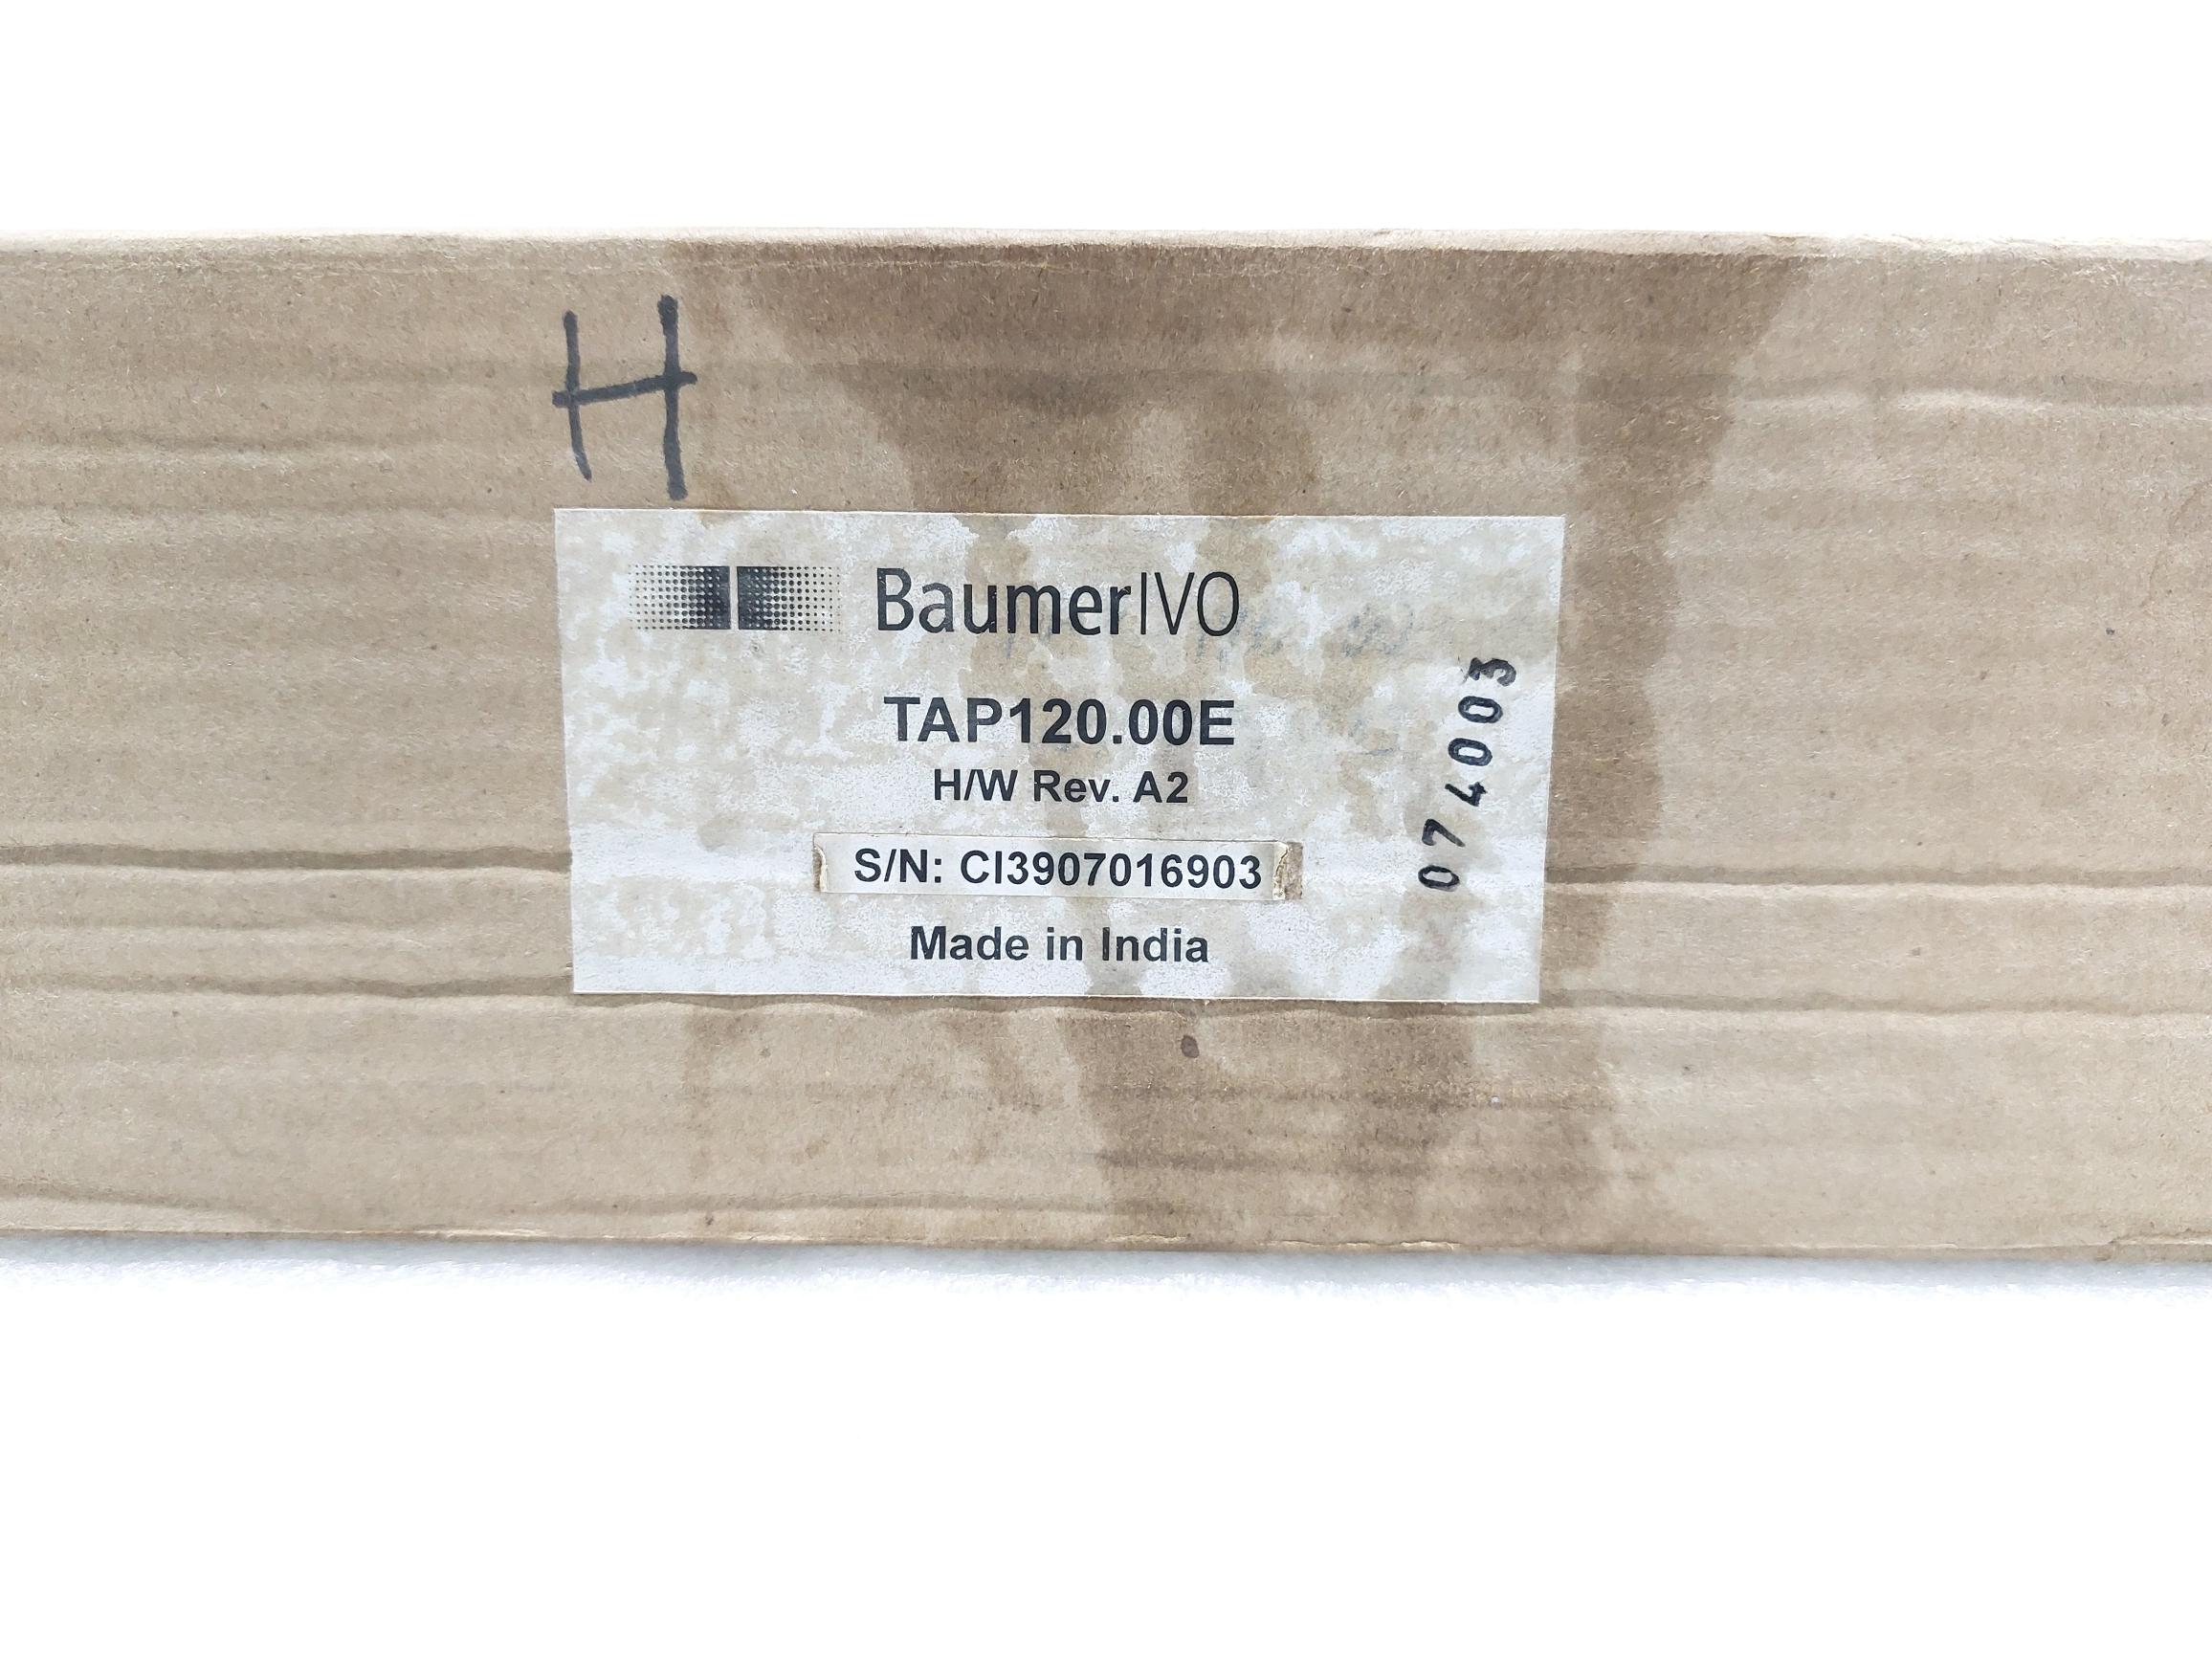 H
BaumerIVO
TAP120.00E
H/W Rev. A2
S/N: CI3907016903
Made in India
074003